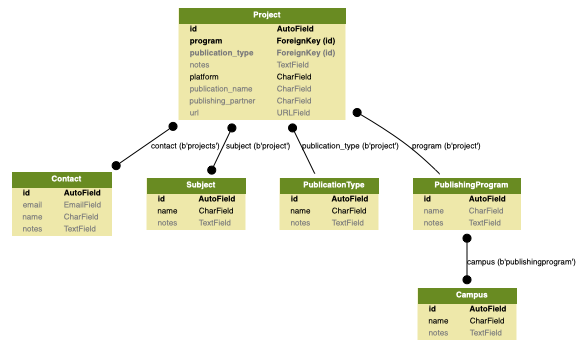 Project
id AutoField
program ForeignKey (id)
publication_type ForeignKey (id)
notes TextField
platform CharField
publication_name CharField
publishing_partner CharField
uri URLField
contact (b'projects') subject (b'project') publication_type (b'project') program (b'project')
Contact
id AutoField
email EmailField
name CharField
notes TextField
Subject
id AutoField
name CharField
notes TextField
PublicationType
id AutoField
name CharField
notes TextField
PublishingProgram
id AutoField
name CharField
notes TextField
campus (b'publishingprogram')
Campus
id AutoField
name CharField
notes TextField